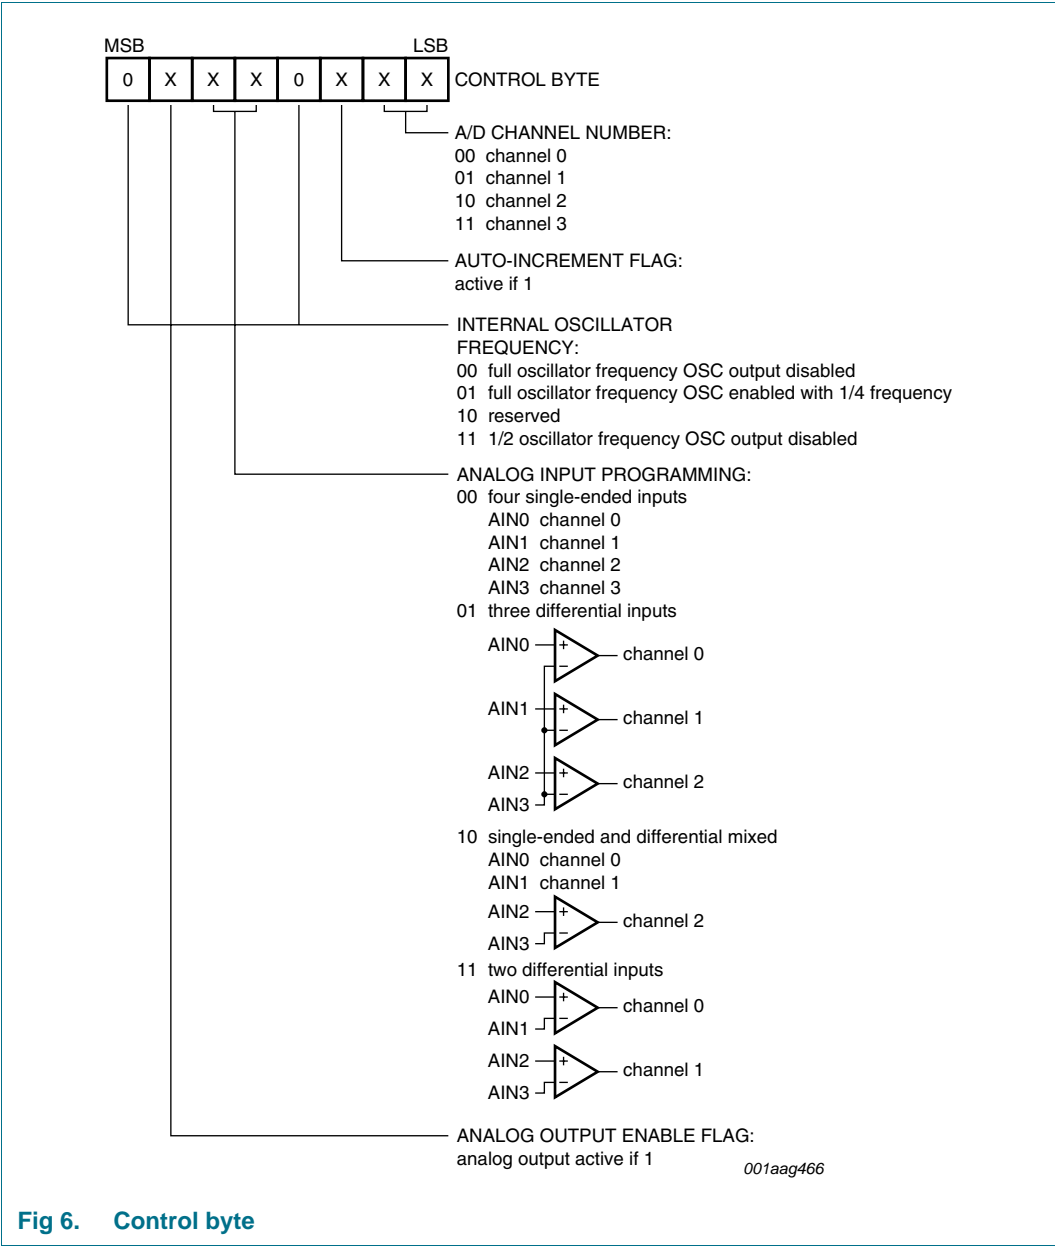 MSB LSB
0 X X X 0 X X X CONTROL BYTE
A/D CHANNEL NUMBER:
00 channel 0
01 channel 1
10 channel 2
11 channel 3
AUTO-INCREMENT FLAG:
active if 1
INTERNAL OSCILLATOR
FREQUENCY:
00 full oscillator frequency OSC output disabled
01 full oscillator frequency OSC enabled with 1/4 frequency
10 reserved
11 1/2 oscillator frequency OSC output disabled
ANALOG INPUT PROGRAMMING:
00 four single-ended inputs
AIN0 channel 0
AIN1 channel 1
AIN2 channel 2
AIN3 channel 3
01 three differential inputs
AIN0 + − channel 0
AIN1 + − channel 1
AIN2 + − channel 2
AIN3
10 single-ended and differential mixed
AIN0 channel 0
AIN1 channel 1
AIN2 + − channel 2
AIN3
11 two differential inputs
AIN0 + − channel 0
AIN1
AIN2 + − channel 1
AIN3
ANALOG OUTPUT ENABLE FLAG:
analog output active if 1
001aag466
Fig 6. Control byte